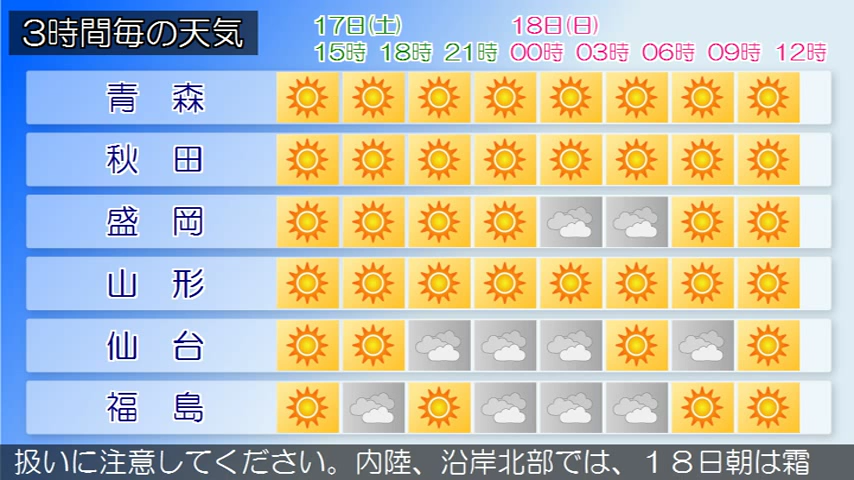 3時間毎の天気
17日(土) 18日(日)
15時 18時 21時 00時 03時 06時 09時 12時
青森
秋田
盛岡
山形
仙台
福島
扱いに注意してください。内陸、沿岸北部では、１８日朝は霜